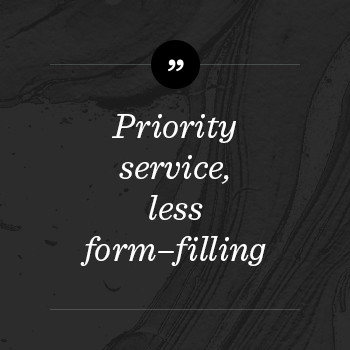 ”
Priority
service,
less
form–filling